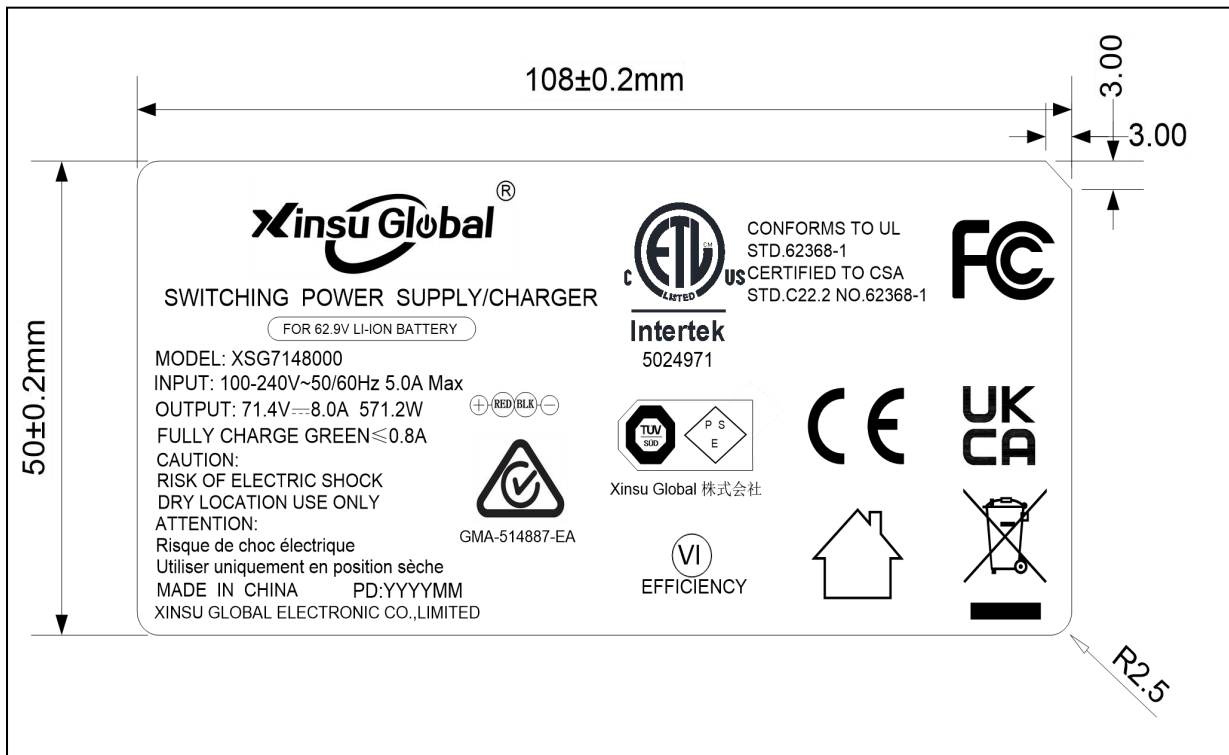 108±0.2mm
3.00
3.00
50±0.2mm
Xinsu Global ®
SWITCHING POWER SUPPLY/CHARGER
FOR 62.9V LI-ION BATTERY
MODEL: XSG7148000
INPUT: 100-240V~50/60Hz 5.0A Max
OUTPUT: 71.4V⎓8.0A 571.2W
FULLY CHARGE GREEN≤0.8A
CAUTION:
RISK OF ELECTRIC SHOCK
DRY LOCATION USE ONLY
ATTENTION:
Risque de choc électrique
Utiliser uniquement en position sèche
MADE IN CHINA PD:YYYYMM
XINSU GLOBAL ELECTRONIC CO.,LIMITED
+ RED BLK −
GMA-514887-EA
C ETL CM US
LISTED
Intertek
5024971
CONFORMS TO UL
STD.62368-1
CERTIFIED TO CSA
STD.C22.2 NO.62368-1
FC
TUV
SÜD
P S
E
Xinsu Global 株式会社
VI
EFFICIENCY
CE
UK
CA
R2.5